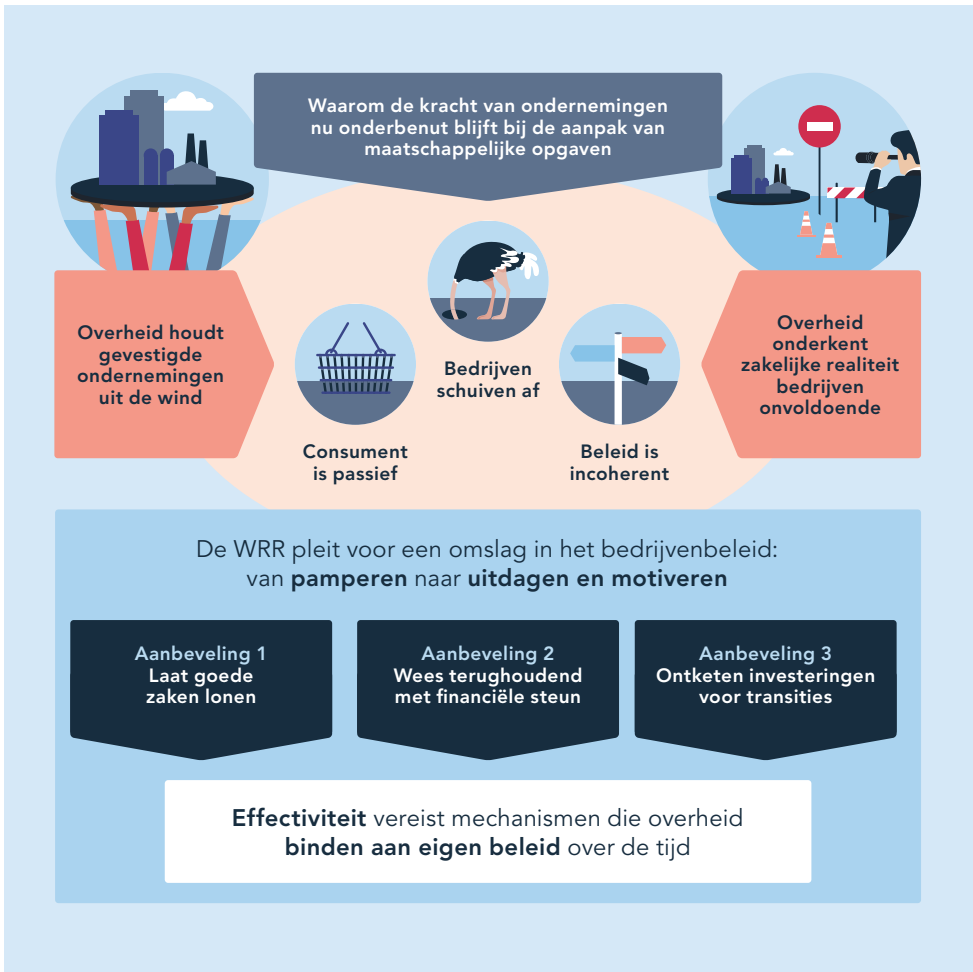 Waarom de kracht van ondernemingen
nu onderbenut blijft bij de aanpak van
maatschappelijke opgaven
Overheid houdt
gevestigde
ondernemingen
uit de wind
Consument
is passief
Bedrijven
schuiven af
Beleid is
incoherent
Overheid
onderkent
zakelijke realiteit
bedrijven
onvoldoende
De WRR pleit voor een omslag in het bedrijvenbeleid:
van pamperen naar uitdagen en motiveren
Aanbeveling 1
Laat goede
zaken lonen
Aanbeveling 2
Wees terughoudend
met financiële steun
Aanbeveling 3
Ontketen investeringen
voor transities
Effectiviteit vereist mechanismen die overheid
binden aan eigen beleid over de tijd